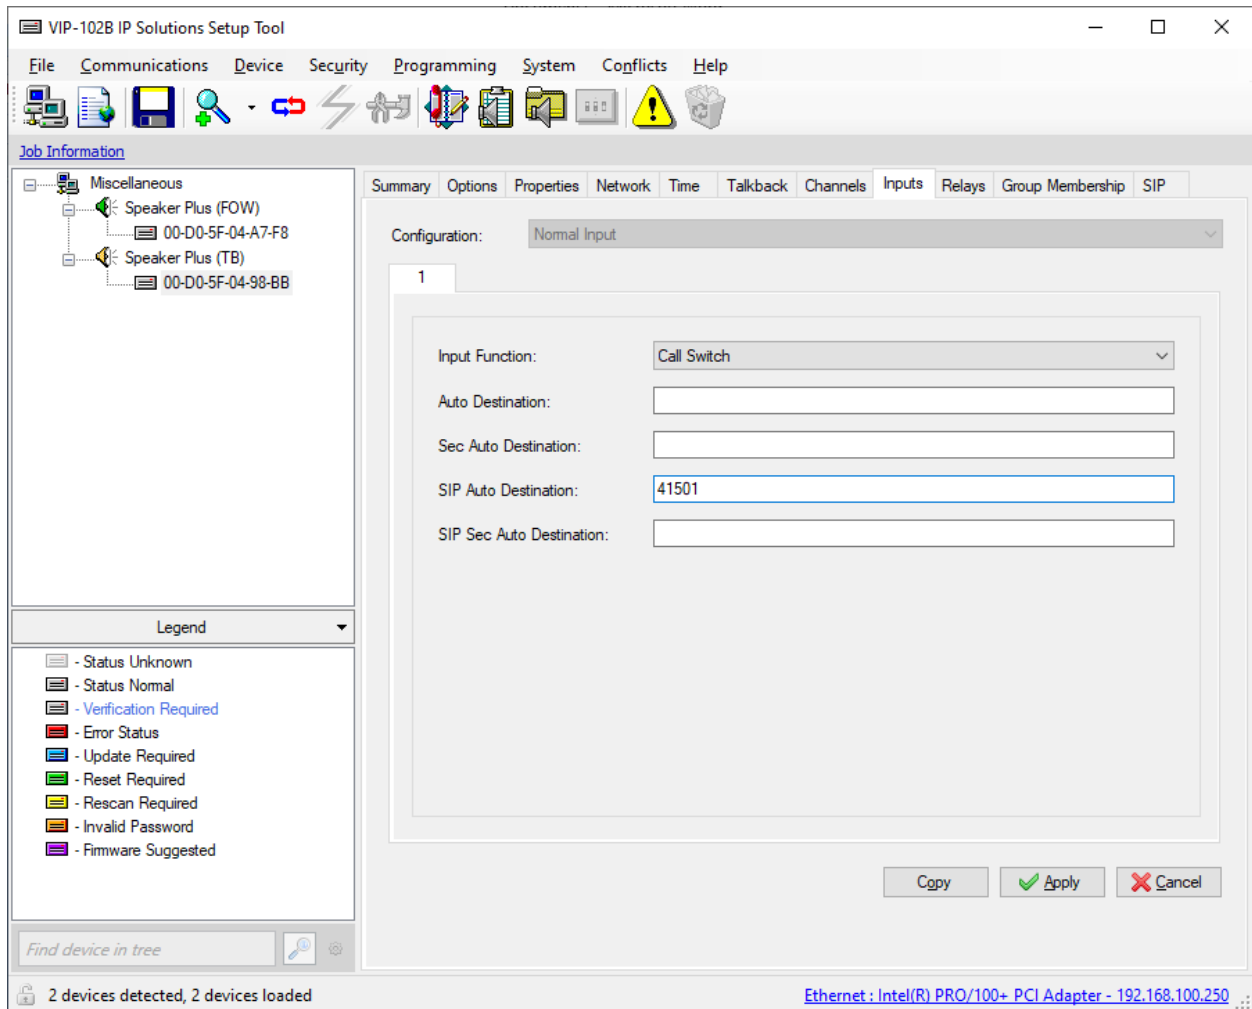 VIP-102B IP Solutions Setup Tool
File Communications Device Security Programming System Conflicts Help
Job Information
Miscellaneous
Speaker Plus (FOW)
00-D0-5F-04-A7-F8
Speaker Plus (TB)
00-D0-5F-04-98-BB
Summary Options Properties Network Time Talkback Channels Inputs Relays Group Membership SIP
Configuration: Normal Input
1
Input Function: Call Switch
Auto Destination:
Sec Auto Destination:
SIP Auto Destination: 41501
SIP Sec Auto Destination:
Legend
- Status Unknown
- Status Normal
- Verification Required
- Error Status
- Update Required
- Reset Required
- Rescan Required
- Invalid Password
- Firmware Suggested
Copy Apply Cancel
Find device in tree
2 devices detected, 2 devices loaded
Ethernet : Intel(R) PRO/100+ PCI Adapter - 192.168.100.250